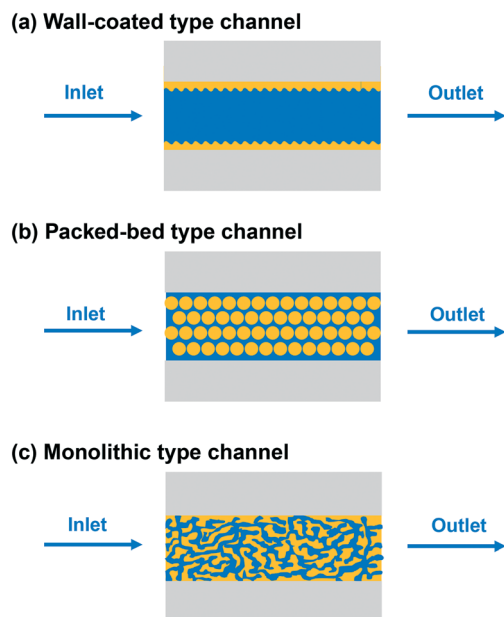 (a) Wall-coated type channel
Inlet
Outlet
(b) Packed-bed type channel
Inlet
Outlet
(c) Monolithic type channel
Inlet
Outlet